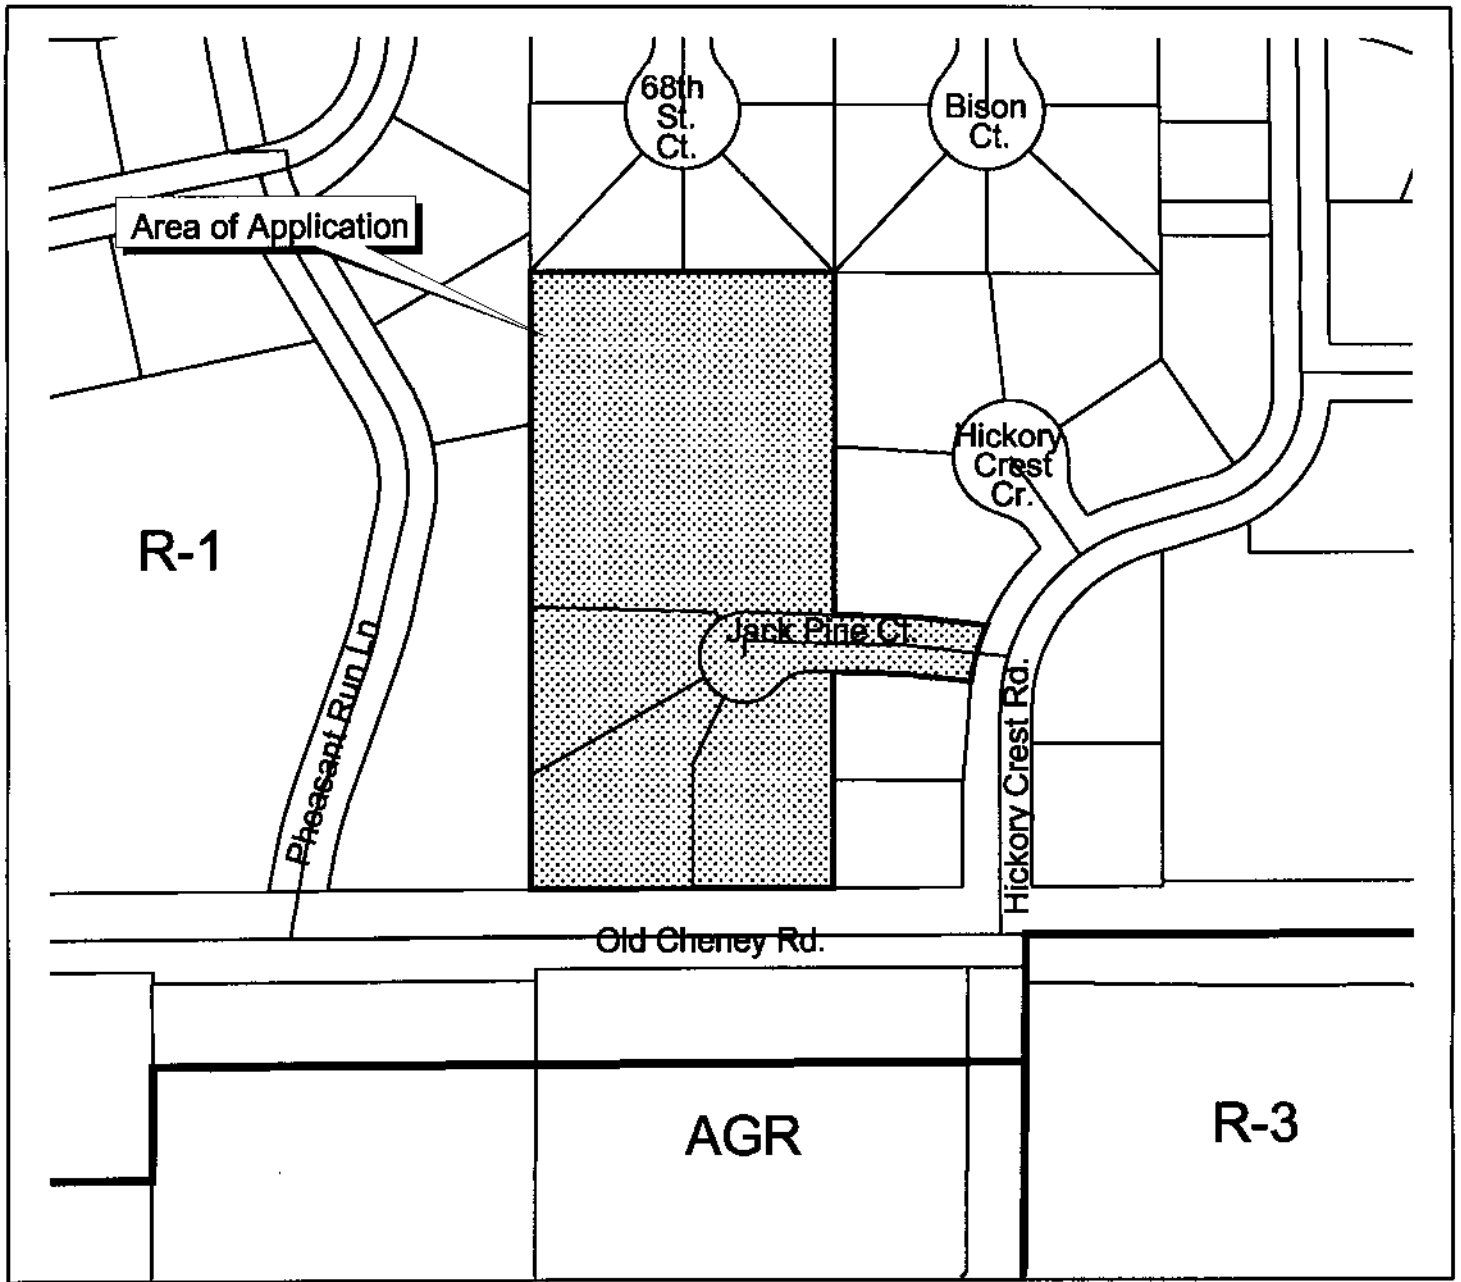 68th
St.
Ct.
Bison
Ct.
Area of Application
Hickory
Crest
Cr.
R-1
Jack Pine Ct.
Pheasant Run Ln
Hickory Crest Rd.
Old Cheney Rd.
AGR
R-3